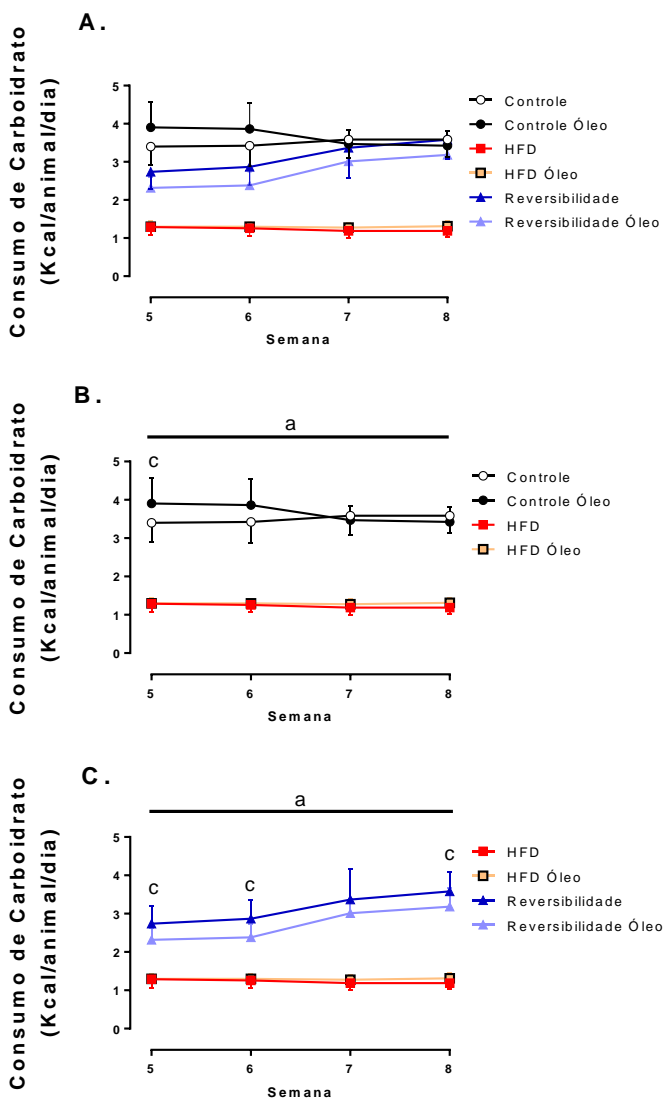 A.
Consumo de Carboidrato
(Kcal/animal/dia)
5
4
3
2
1
0
5 6 7 8
Semana
Controle
Controle Óleo
HFD
HFD Óleo
Reversibilidade
Reversibilidade Óleo
B.
a
Consumo de Carboidrato
(Kcal/animal/dia)
c
5
4
3
2
1
0
5 6 7 8
Semana
Controle
Controle Óleo
HFD
HFD Óleo
C.
a
Consumo de Carboidrato
(Kcal/animal/dia)
c c c
5
4
3
2
1
0
5 6 7 8
Semana
HFD
HFD Óleo
Reversibilidade
Reversibilidade Óleo